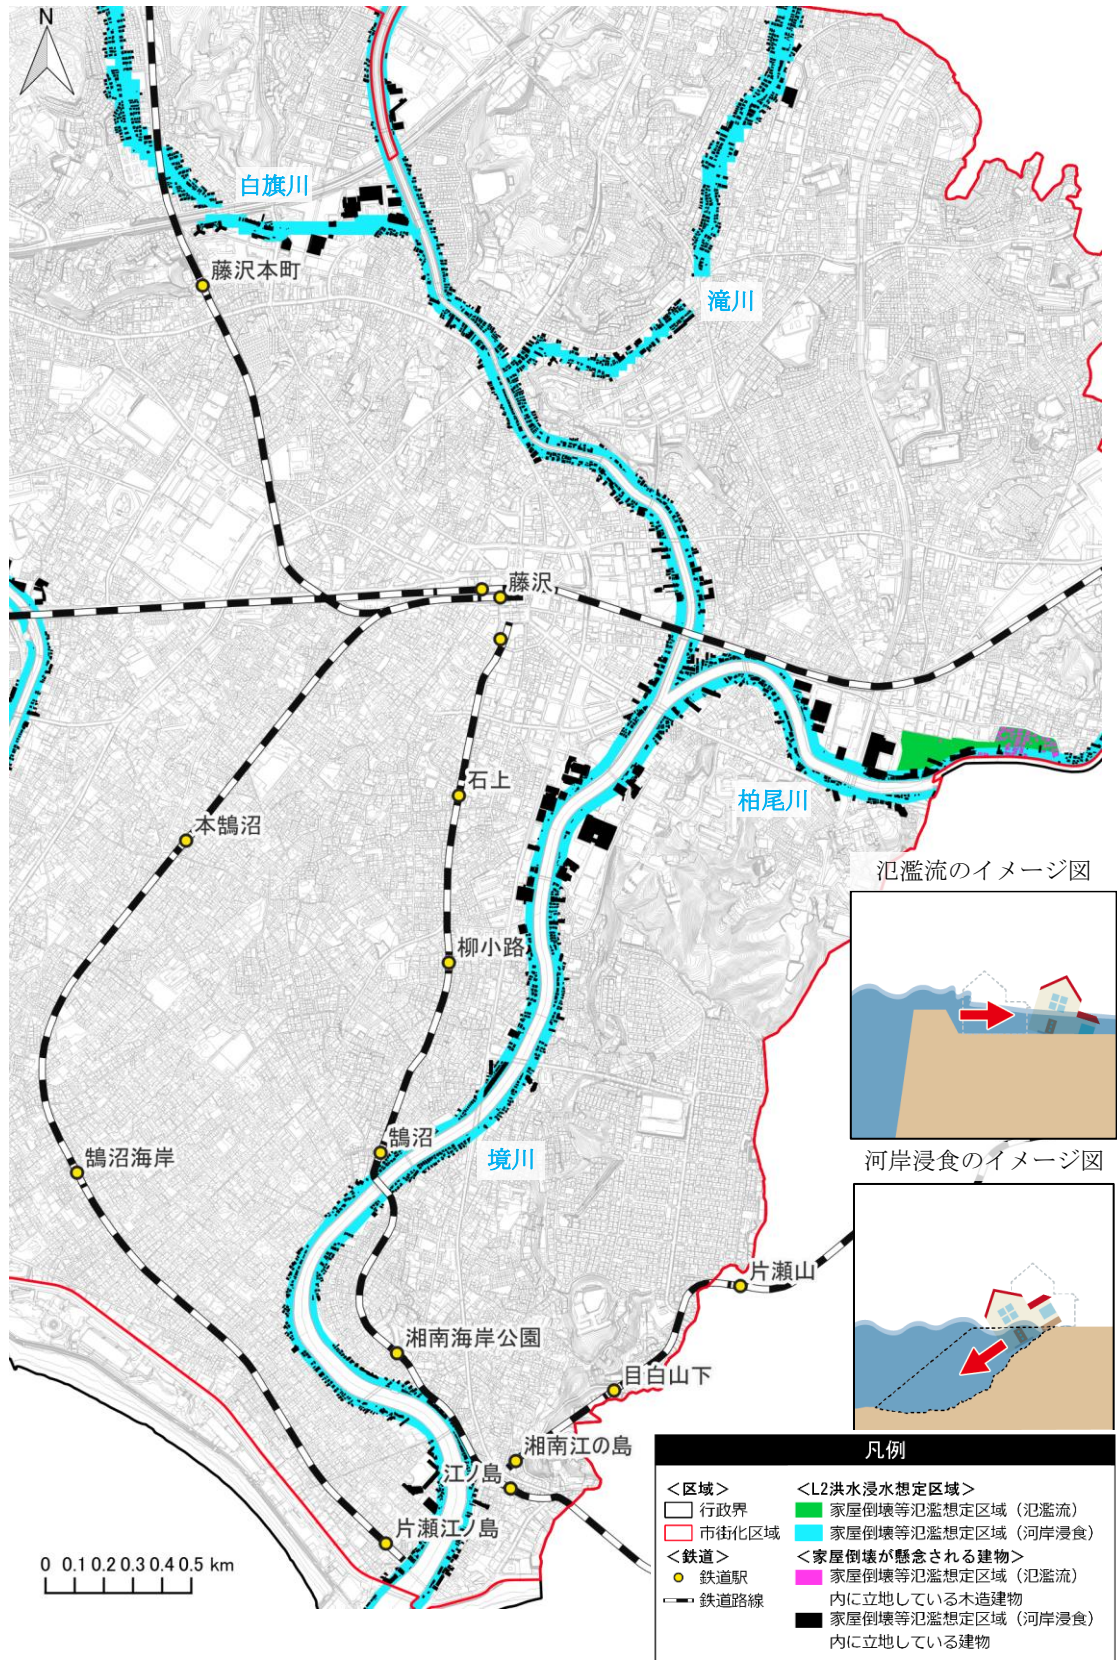 N
白旗川
藤沢本町
滝川
藤沢
石上
柏尾川
本鵠沼
氾濫流のイメージ図
柳小路
鵠沼
境川
河岸浸食のイメージ図
鵠沼海岸
片瀬山
湘南海岸公園
目白山下
湘南江の島
江ノ島
片瀬江ノ島
0 0.1 0.2 0.3 0.4 0.5 km
凡例
<区域>
行政界
市街化区域
<鉄道>
鉄道駅
鉄道路線
<L2洪水浸水想定区域>
家屋倒壊等氾濫想定区域（氾濫流）
家屋倒壊等氾濫想定区域（河岸浸食）
<家屋倒壊が懸念される建物>
家屋倒壊等氾濫想定区域（氾濫流）
内に立地している木造建物
家屋倒壊等氾濫想定区域（河岸浸食）
内に立地している建物